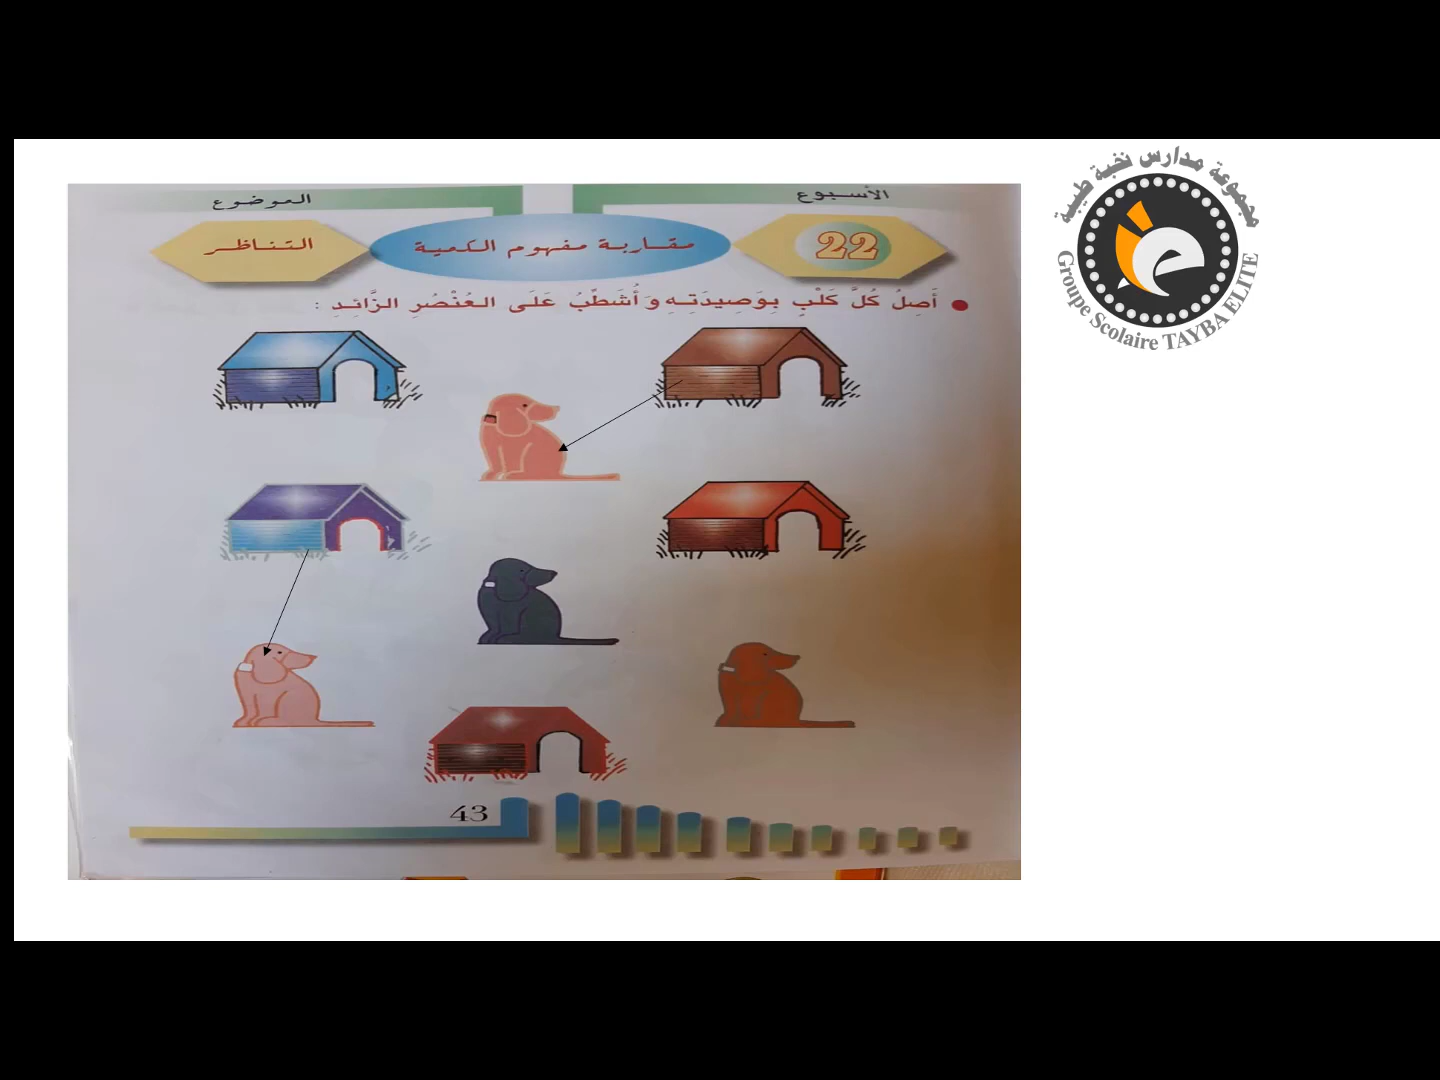 مجموعة مدارس نخبة طيبة
Groupe Scolaire TAYBA ELITE
الأسبوع
الموضوع
22
مقاربة مفهوم الكمية
التناظر
• أَصِلُ كُلَّ كَلْبٍ بِوَصِيدَتِهِ وَأُشَطِّبُ عَلَى العُنْصُرِ الزَّائِدِ :
43